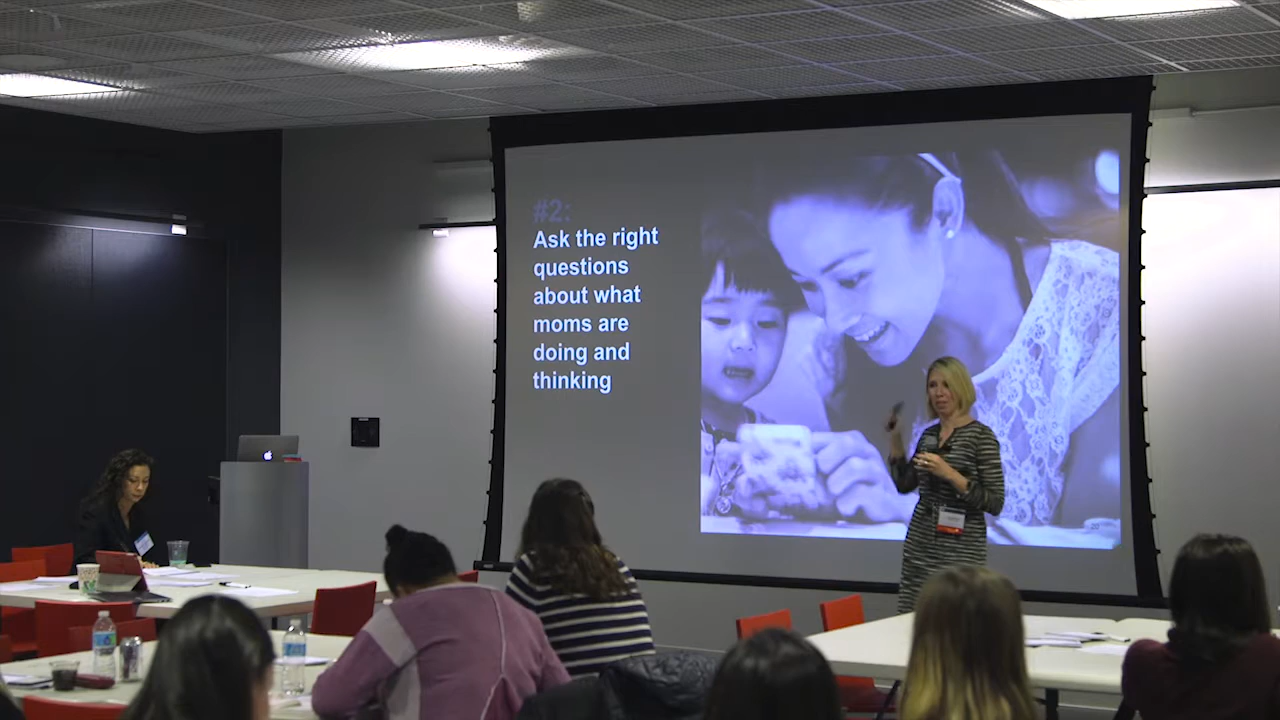 #2:
Ask the right
questions
about what
moms are
doing and
thinking